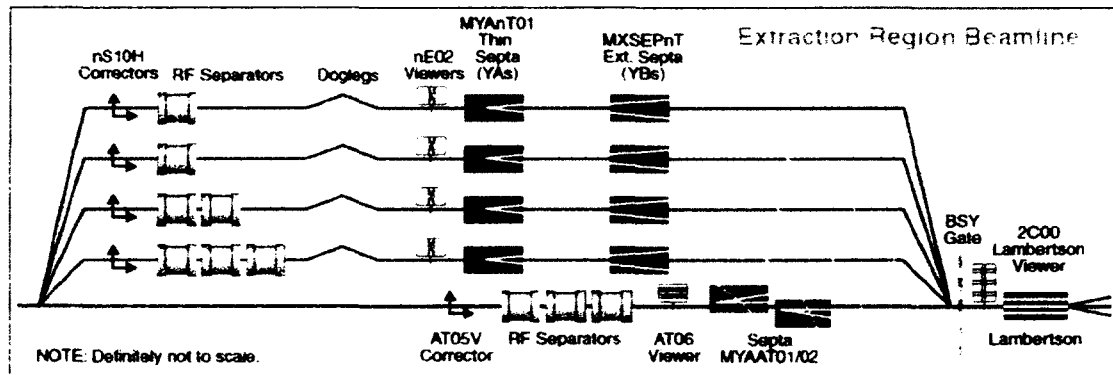 Extraction Region Beamline
nS10H
Correctors
RF Separators
Doglegs
nE02
Viewers
MYAnT01
Thin
Septa
(YAs)
MXSEPnT
Ext. Septa
(YBs)
BSY
Gate
2C00
Lambertson
Viewer
AT05V
Corrector
RF Separators
AT06
Viewer
Septa
MYAAT01/02
Lambertson
NOTE: Definitely not to scale.